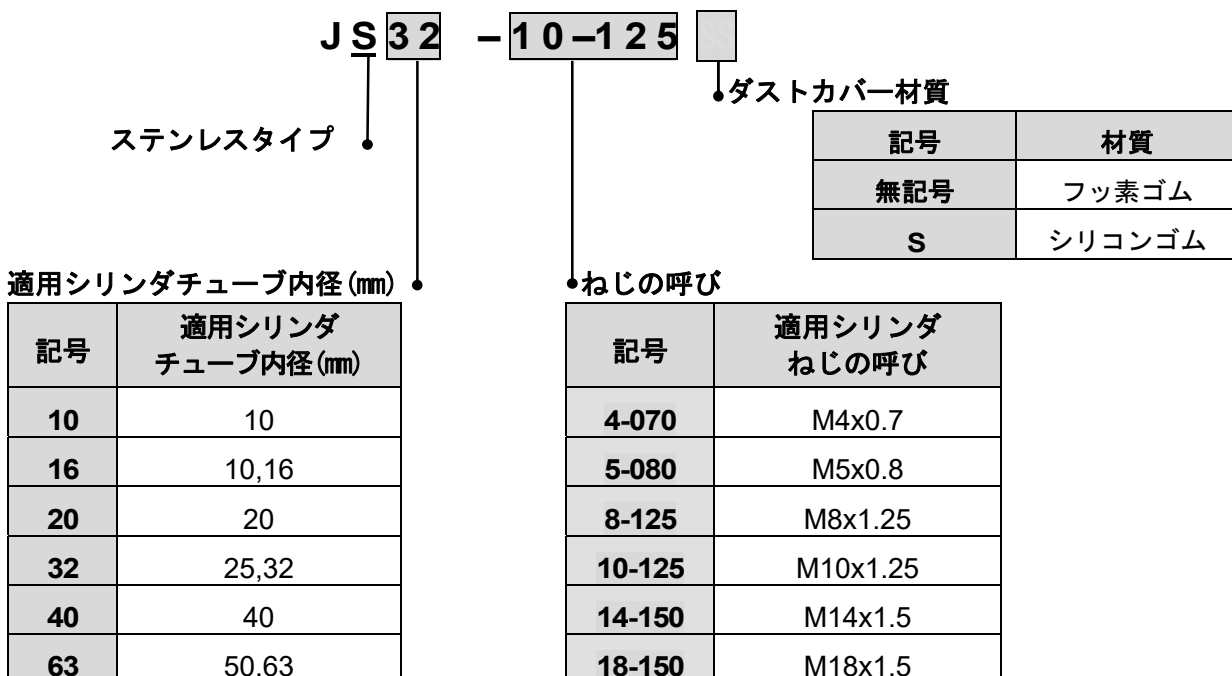 JS32 –10–125 SS
ダストカバー材質
記号 材質
無記号 フッ素ゴム
S シリコンゴム
ステンレスタイプ
適用シリンダチューブ内径(㎜)
記号 適用シリンダ
チューブ内径(㎜)
10 10
16 10,16
20 20
32 25,32
40 40
63 50,63
ねじの呼び
記号 適用シリンダ
ねじの呼び
4-070 M4x0.7
5-080 M5x0.8
8-125 M8x1.25
10-125 M10x1.25
14-150 M14x1.5
18-150 M18x1.5